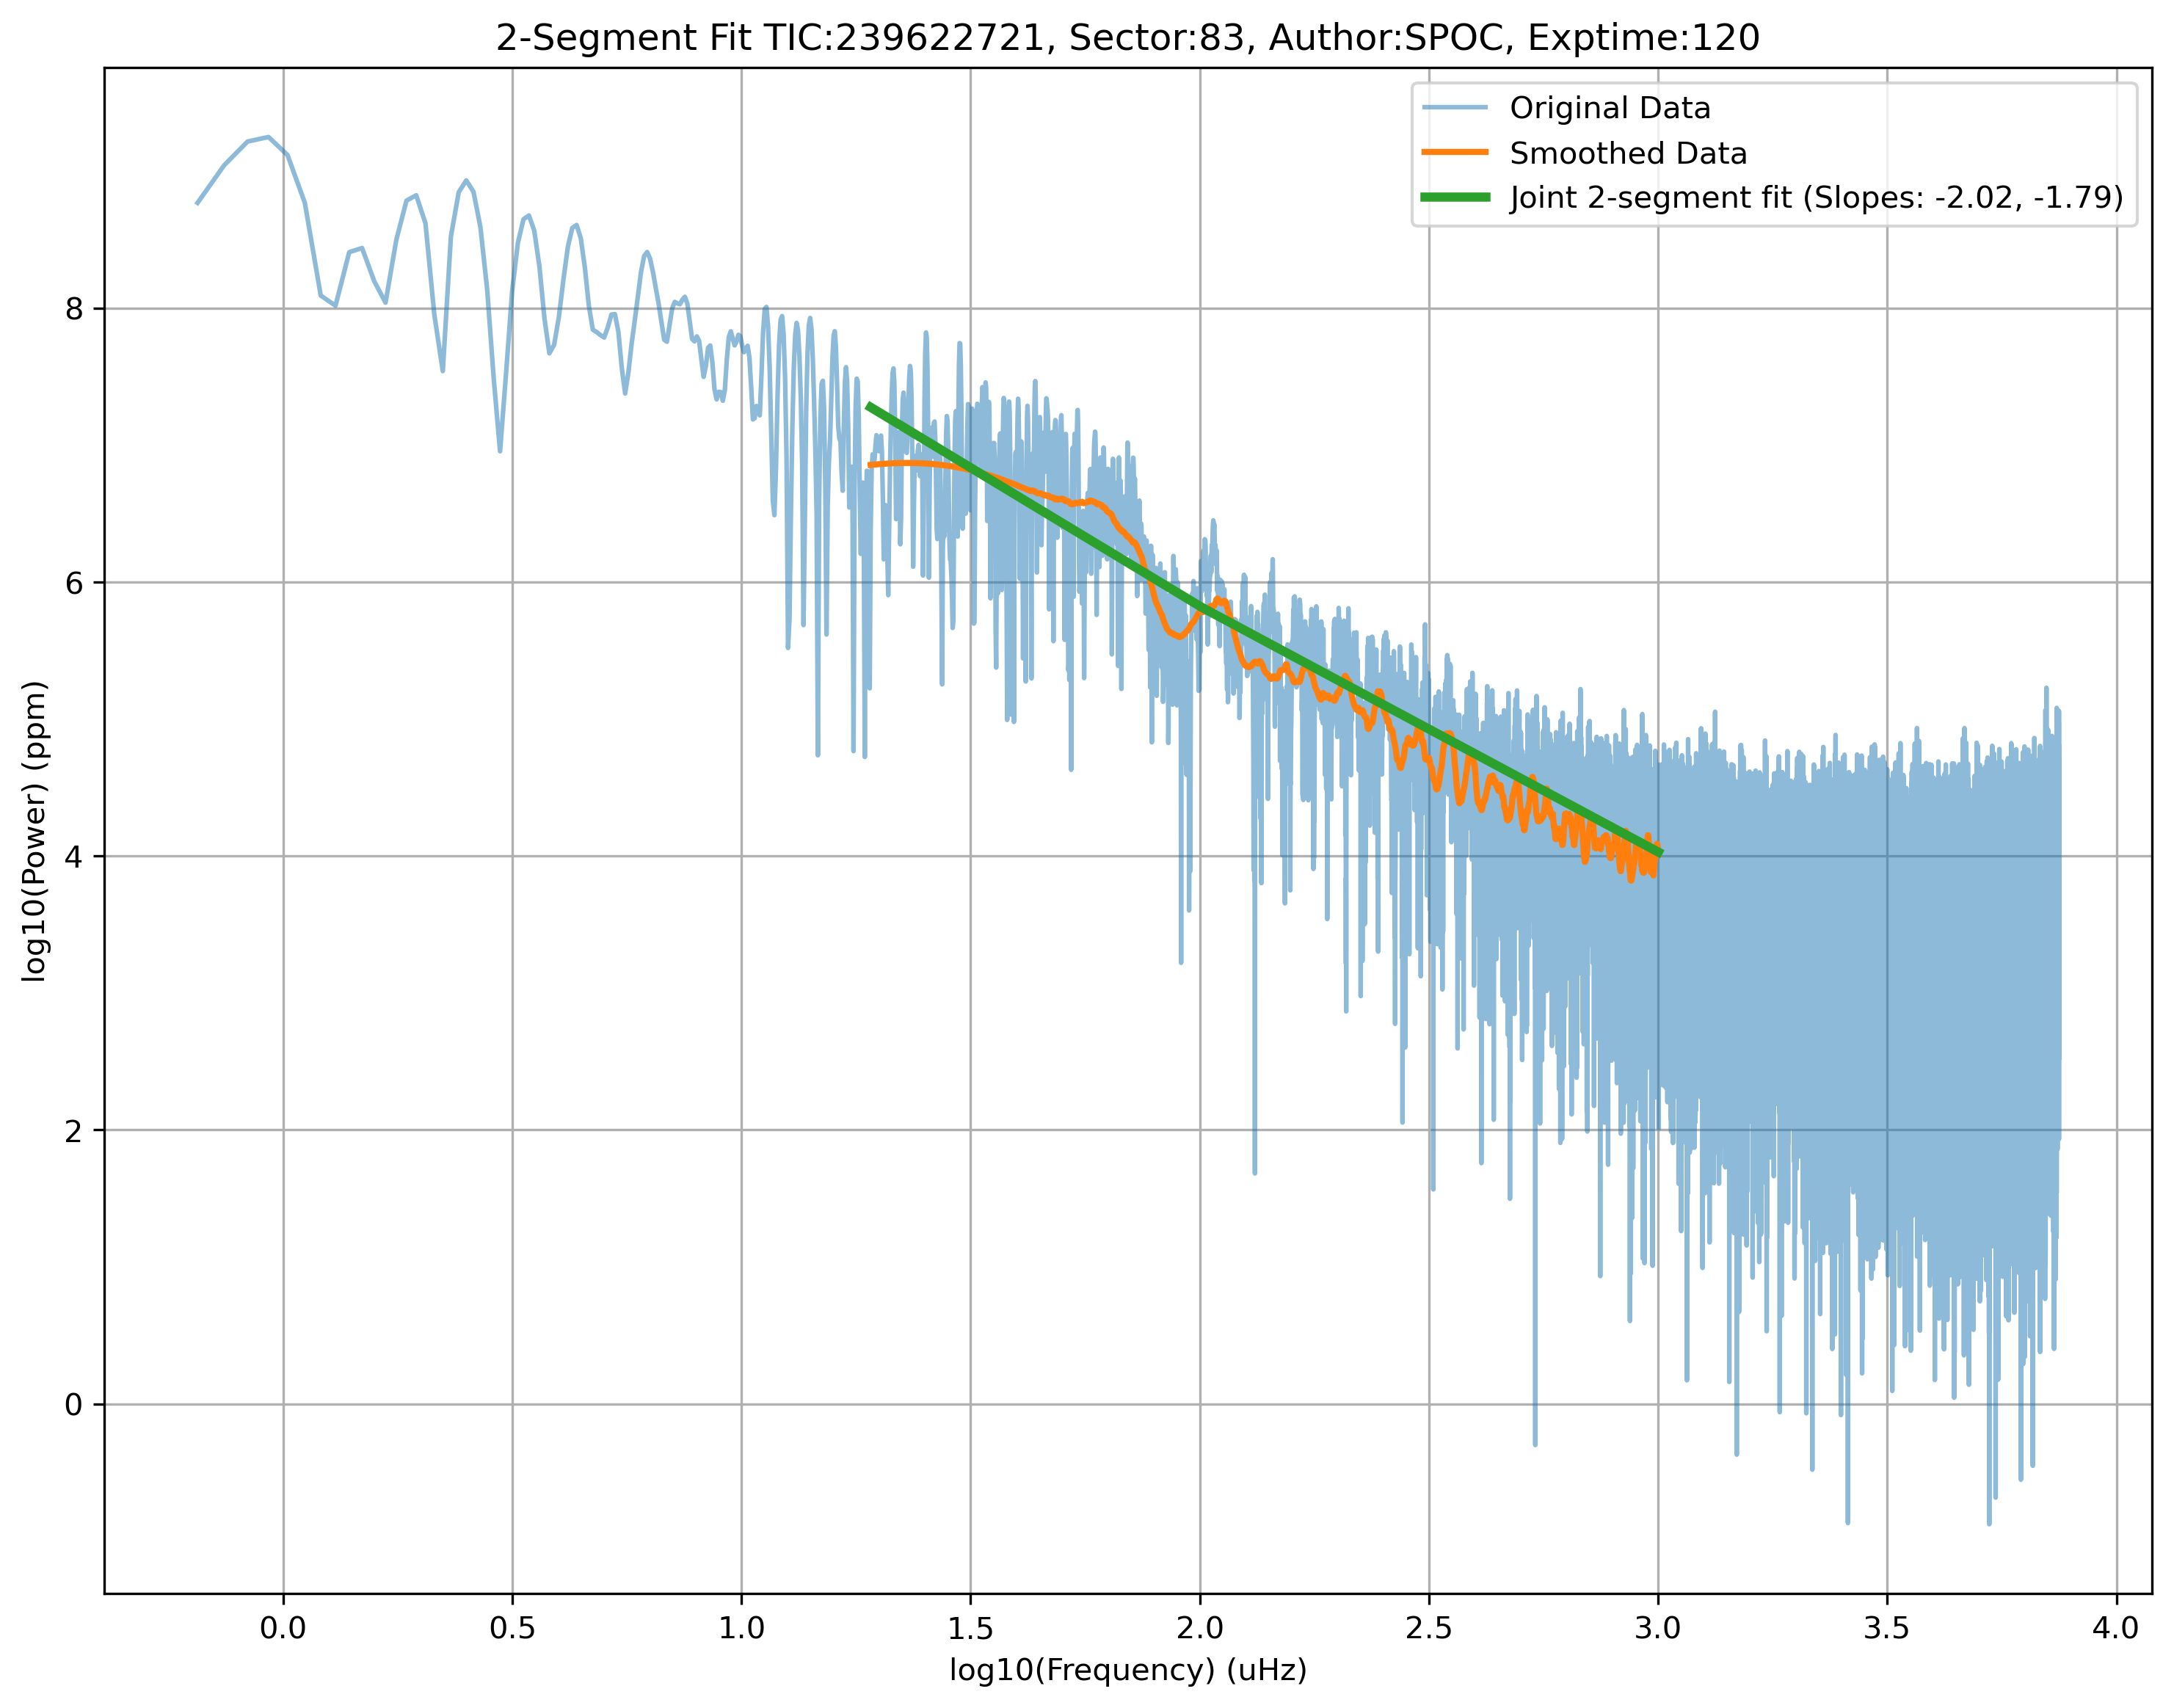 2-Segment Fit TIC:239622721, Sector:83, Author:SPOC, Exptime:120
Original Data
Smoothed Data
Joint 2-segment fit (Slopes: -2.02, -1.79)
log10(Power) (ppm)
8
6
4
2
0
0.0 0.5 1.0 1.5 2.0 2.5 3.0 3.5 4.0
log10(Frequency) (uHz)